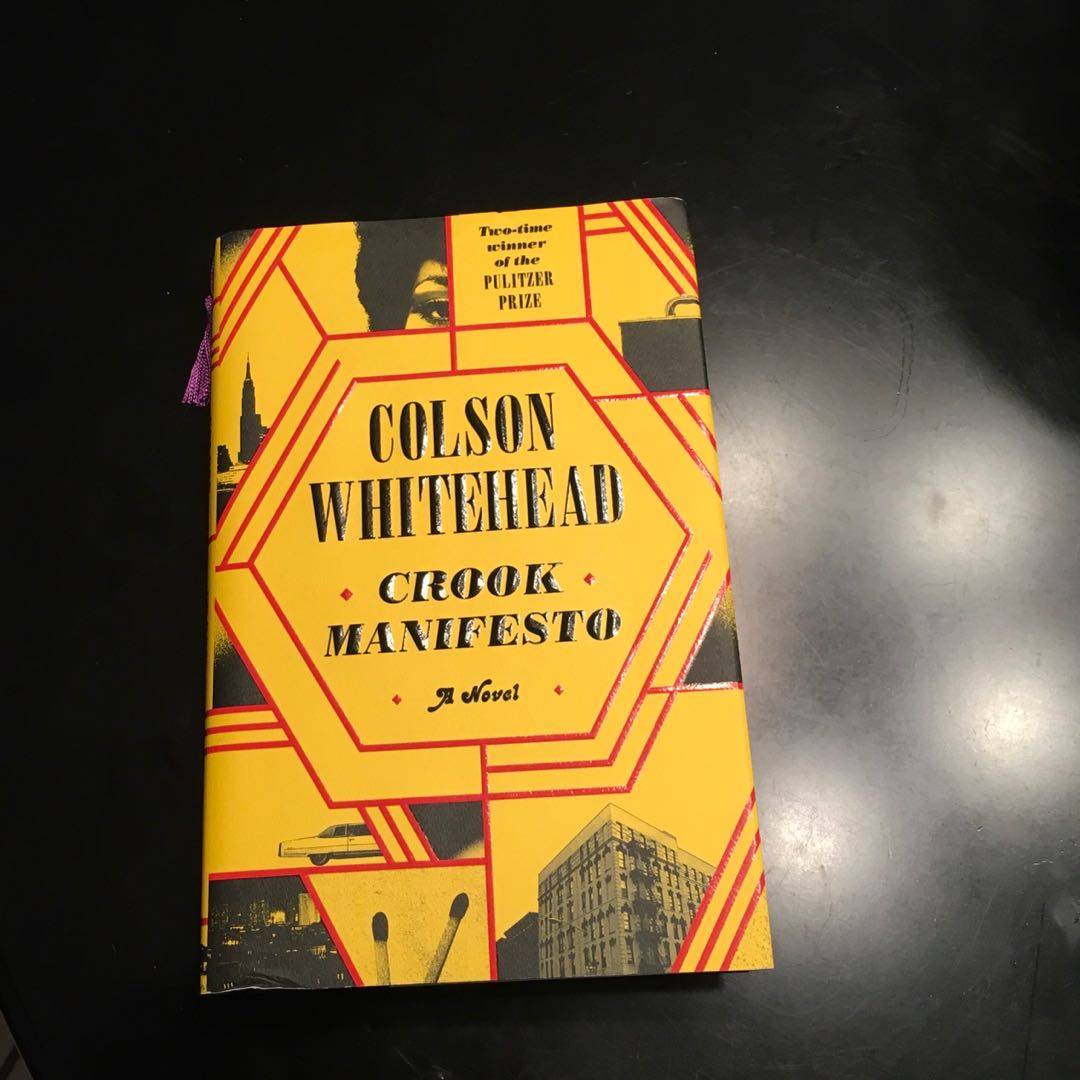 Two-time
winner
of the
PULITZER
PRIZE
COLSON
WHITEHEAD
CROOK
MANIFESTO
A Novel